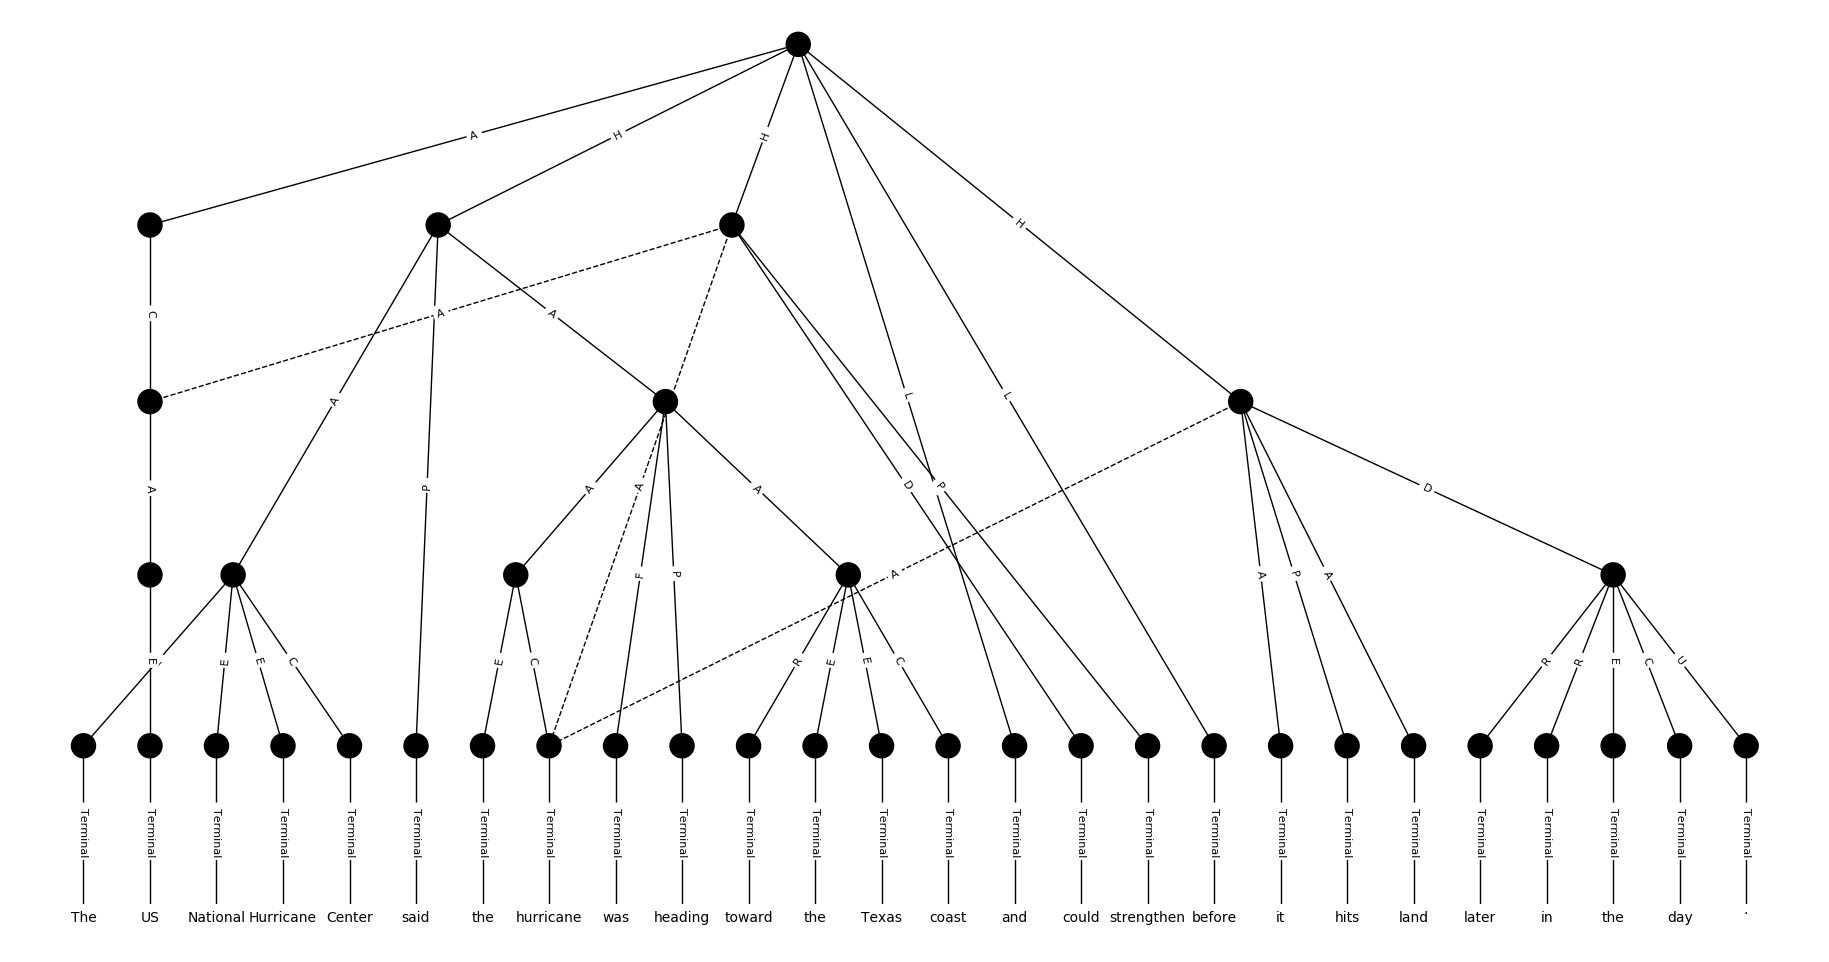 A H H L L H
C A A A P A F P A D P A A P A D
A A A
E E E E C E C R E E C R R E C U
Terminal Terminal Terminal Terminal Terminal Terminal Terminal Terminal Terminal Terminal Terminal Terminal Terminal Terminal Terminal Terminal Terminal Terminal Terminal Terminal Terminal Terminal Terminal Terminal Terminal Terminal
The US National Hurricane Center said the hurricane was heading toward the Texas coast and could strengthen before it hits land later in the day .